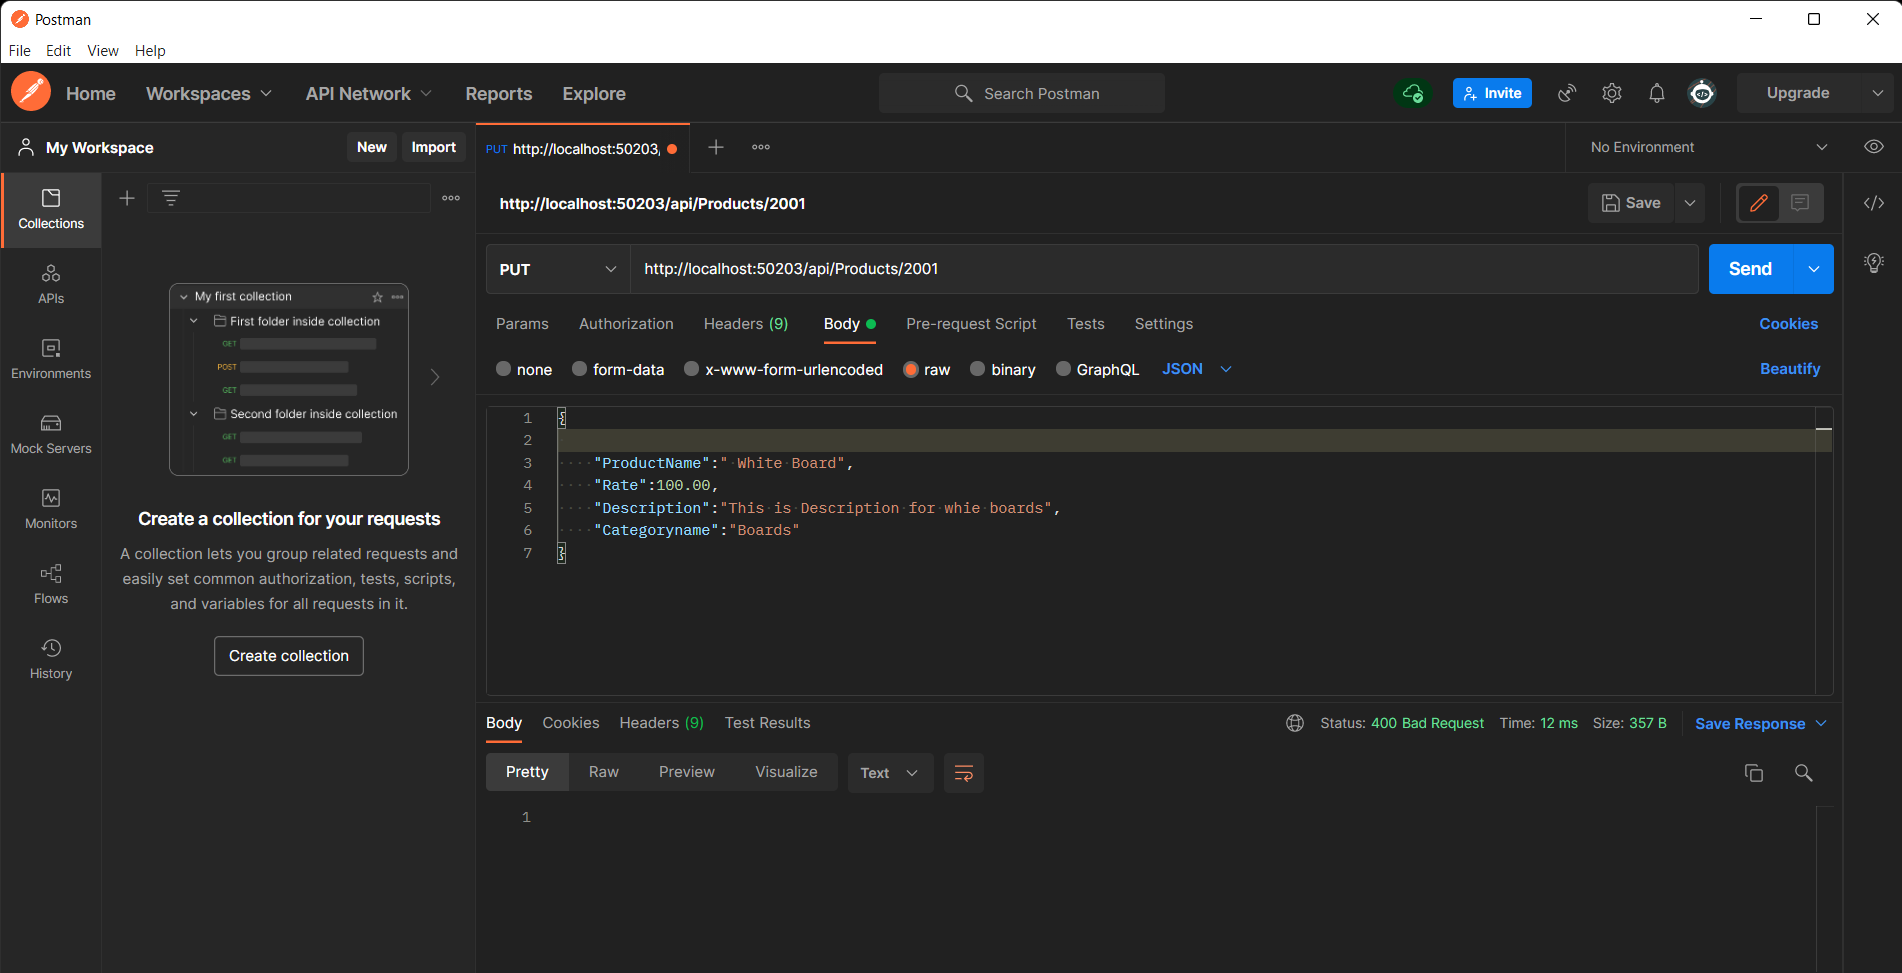 Postman
File Edit View Help
Home Workspaces API Network Reports Explore Search Postman Invite Upgrade
My Workspace New Import PUT http://localhost:50203, No Environment
http://localhost:50203/api/Products/2001 Save
PUT http://localhost:50203/api/Products/2001 Send
Params Authorization Headers (9) Body Pre-request Script Tests Settings Cookies
none form-data x-www-form-urlencoded raw binary GraphQL JSON Beautify
1 {
2
3 "ProductName":" White Board",
4 "Rate":100.00,
5 "Description":"This is Description for whie boards",
6 "Categoryname":"Boards"
7 }
Collections
APIs
Environments
Mock Servers
Monitors
Flows
History
My first collection
First folder inside collection
GET
POST
GET
Second folder inside collection
GET
GET
Create a collection for your requests
A collection lets you group related requests and
easily set common authorization, tests, scripts,
and variables for all requests in it.
Create collection
Body Cookies Headers (9) Test Results Status: 400 Bad Request Time: 12 ms Size: 357 B Save Response
Pretty Raw Preview Visualize Text
1